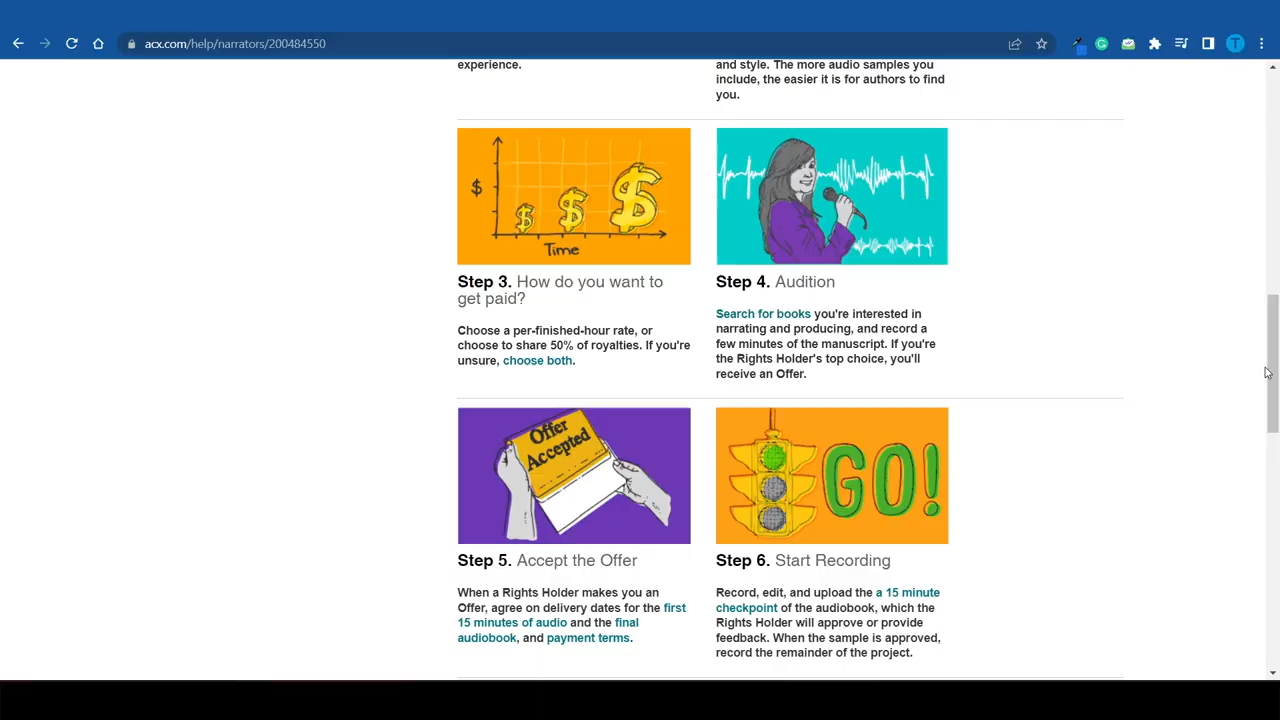 acx.com/help/narrators/200484550
T
experience.
and style. The more audio samples you
include, the easier it is for authors to find
you.
$
$ $ $
Time
Step 3. How do you want to
get paid?
Choose a per-finished-hour rate, or
choose to share 50% of royalties. If you're
unsure, choose both.
Step 4. Audition
Search for books you're interested in
narrating and producing, and record a
few minutes of the manuscript. If you're
the Rights Holder's top choice, you'll
receive an Offer.
Offer
Accepted
GO!
Step 5. Accept the Offer
When a Rights Holder makes you an
Offer, agree on delivery dates for the first
15 minutes of audio and the final
audiobook, and payment terms.
Step 6. Start Recording
Record, edit, and upload the a 15 minute
checkpoint of the audiobook, which the
Rights Holder will approve or provide
feedback. When the sample is approved,
record the remainder of the project.